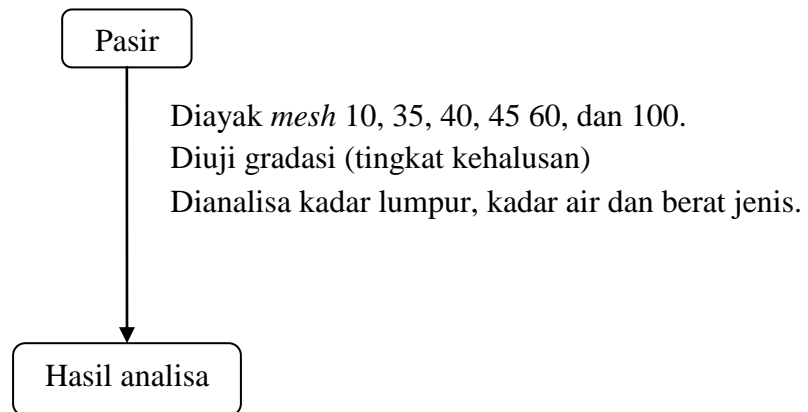 Pasir
Diayak mesh 10, 35, 40, 45 60, dan 100.
Diuji gradasi (tingkat kehalusan)
Dianalisa kadar lumpur, kadar air dan berat jenis.
Hasil analisa